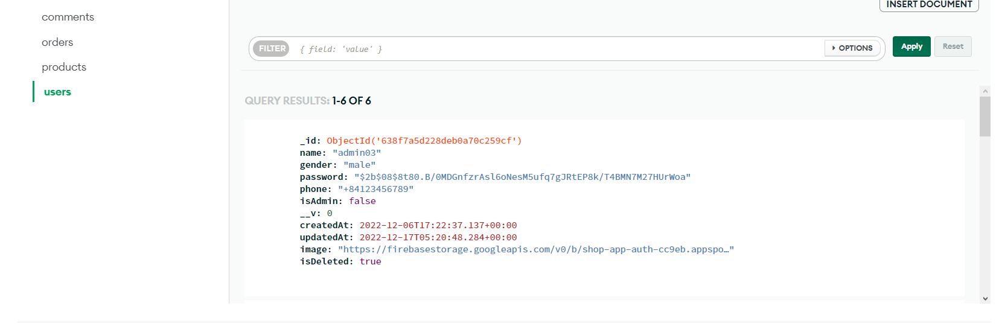 comments
orders
products
users
INSERT DOCUMENT
FILTER { field: 'value' } OPTIONS Apply Reset
QUERY RESULTS: 1-6 OF 6
_id: ObjectId('638f7a5d228deb0a70c259cf')
name: "admin03"
gender: "male"
password: "$2b$08$8t80.B/0MDGnfzrAsl6oNesM5ufq7gJRtEP8k/T4BMN7M27HUrWoa"
phone: "+84123456789"
isAdmin: false
__v: 0
createdAt: 2022-12-06T17:22:37.137+00:00
updatedAt: 2022-12-17T05:20:48.284+00:00
image: "https://firebasestorage.googleapis.com/v0/b/shop-app-auth-cc9eb.appspo…"
isDeleted: true